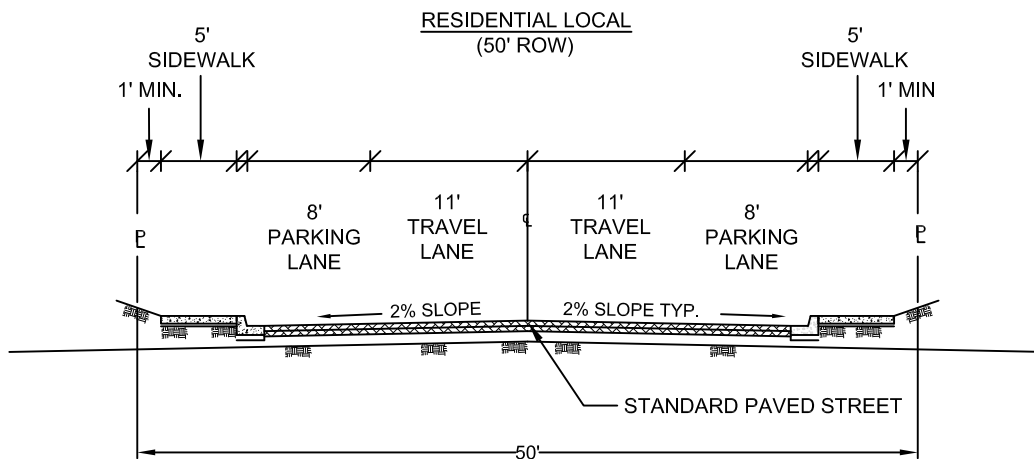 RESIDENTIAL LOCAL
(50' ROW)
5'
SIDEWALK
1' MIN.
5'
SIDEWALK
1' MIN
8'
PARKING
LANE
11'
TRAVEL
LANE
11'
TRAVEL
LANE
8'
PARKING
LANE
2% SLOPE
2% SLOPE TYP.
STANDARD PAVED STREET
50'